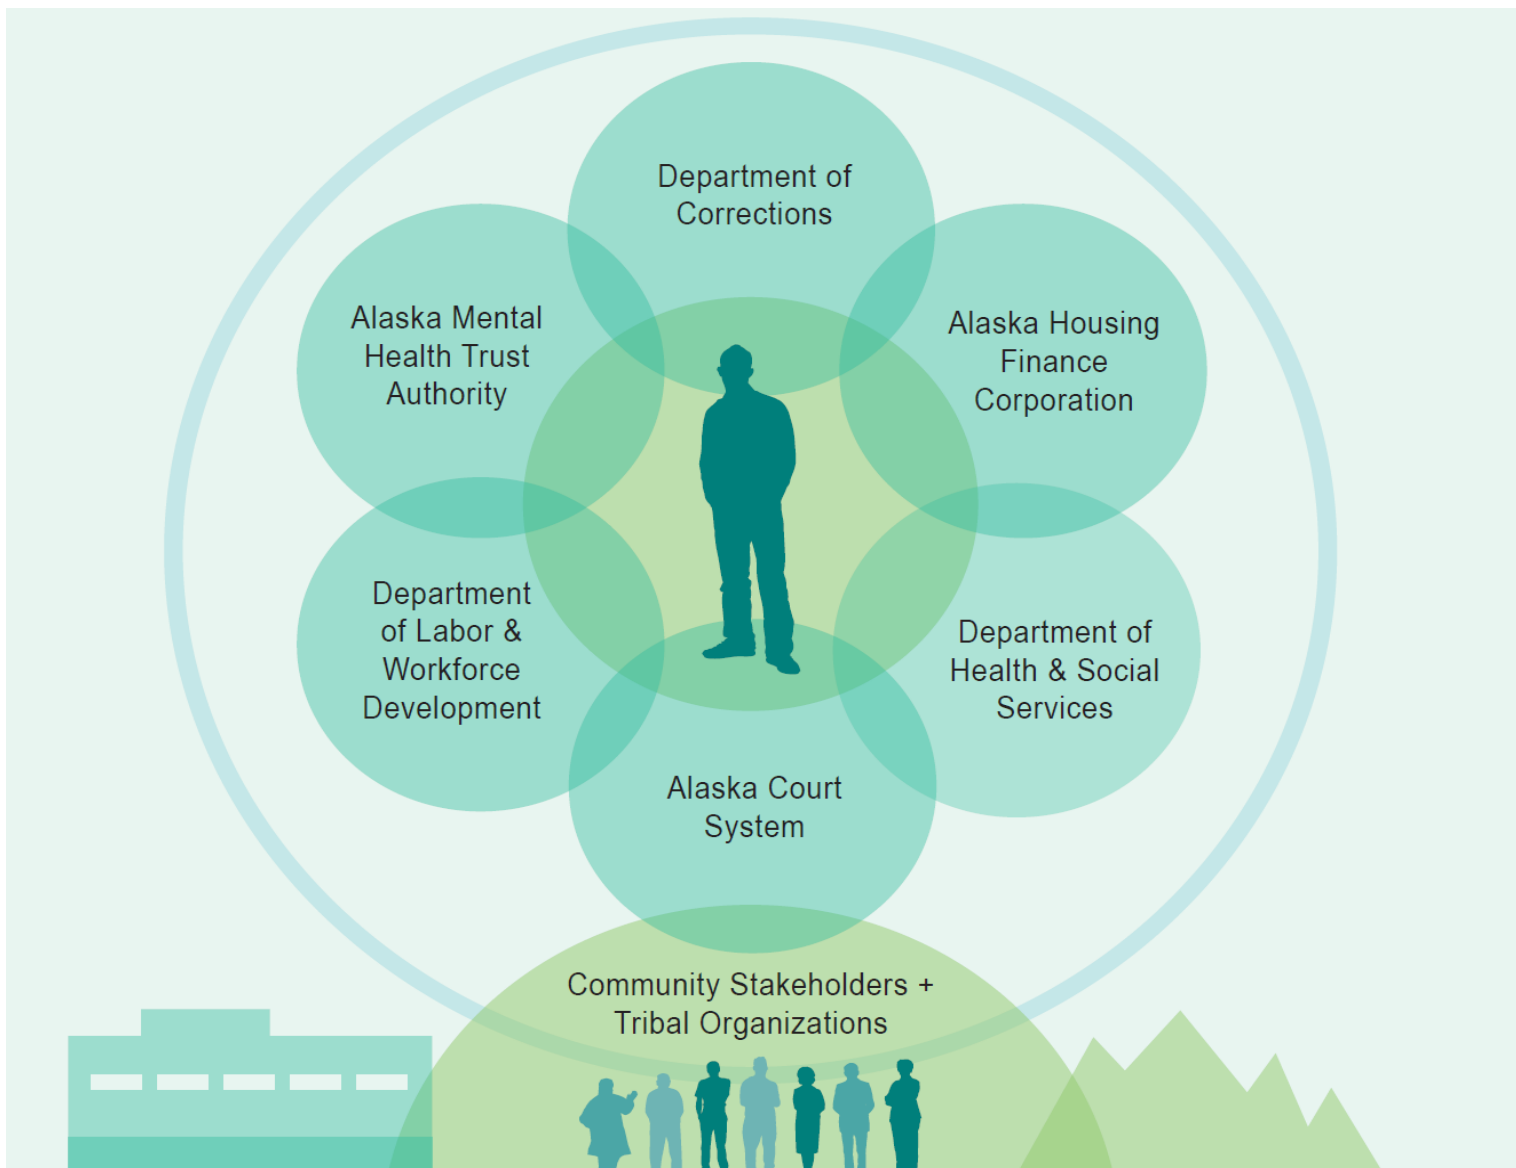 Department of
Corrections
Alaska Mental
Health Trust
Authority
Alaska Housing
Finance
Corporation
Department
of Labor &
Workforce
Development
Department of
Health & Social
Services
Alaska Court
System
Community Stakeholders +
Tribal Organizations